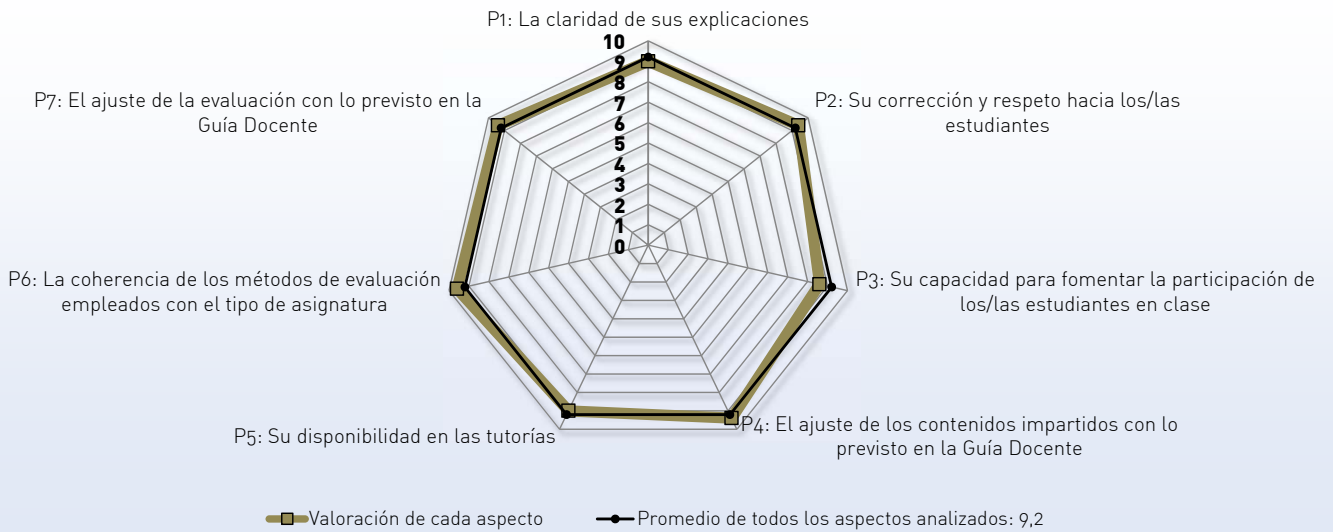 P1: La claridad de sus explicaciones
10
9
8
7
6
5
4
3
2
1
0
P2: Su corrección y respeto hacia los/las
estudiantes
P3: Su capacidad para fomentar la participación de
los/las estudiantes en clase
P4: El ajuste de los contenidos impartidos con lo
previsto en la Guía Docente
P5: Su disponibilidad en las tutorías
P6: La coherencia de los métodos de evaluación
empleados con el tipo de asignatura
P7: El ajuste de la evaluación con lo previsto en la
Guía Docente
Valoración de cada aspecto
Promedio de todos los aspectos analizados: 9,2